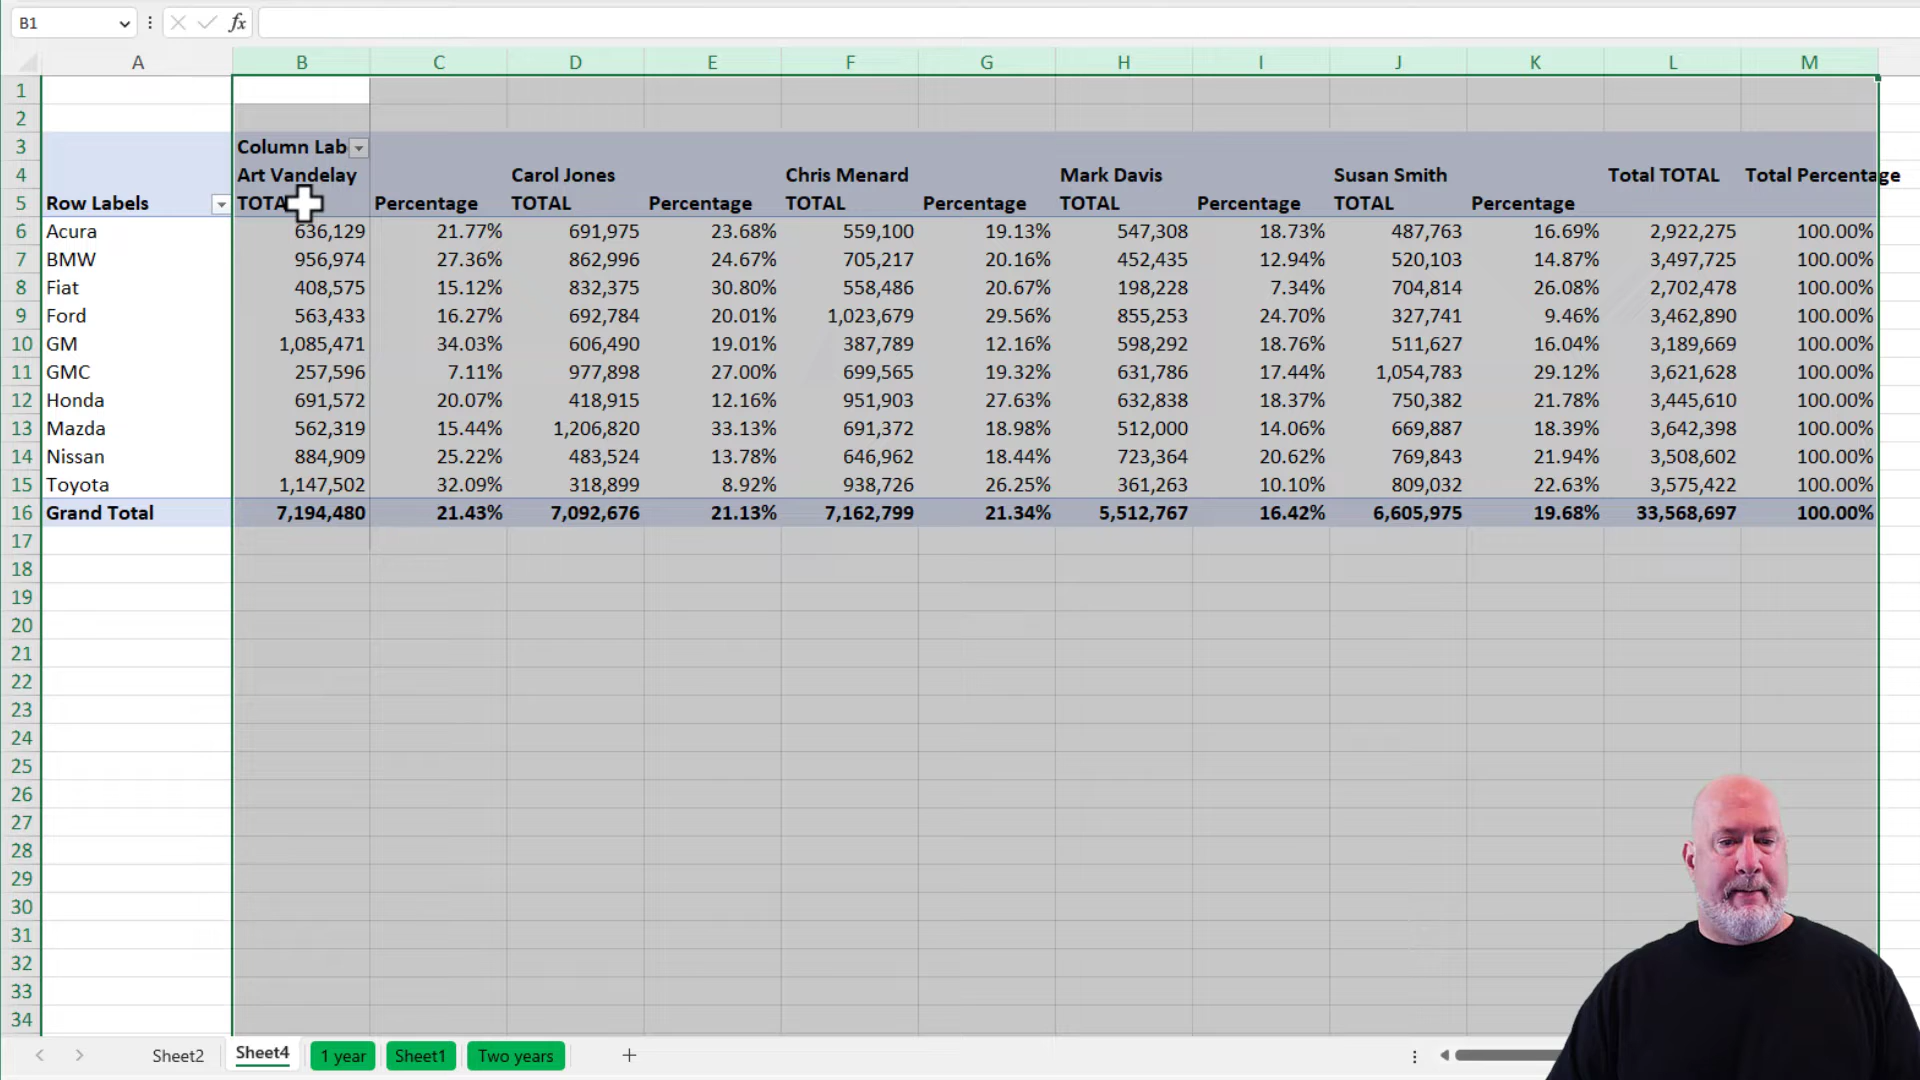 B1
fx
A B C D E F G H I J K L M
1
2
3 Column Lab
4 Art Vandelay Carol Jones Chris Menard Mark Davis Susan Smith Total TOTAL Total Percentage
5 Row Labels TOTA Percentage TOTAL Percentage TOTAL Percentage TOTAL Percentage TOTAL Percentage
6 Acura 636,129 21.77% 691,975 23.68% 559,100 19.13% 547,308 18.73% 487,763 16.69% 2,922,275 100.00%
7 BMW 956,974 27.36% 862,996 24.67% 705,217 20.16% 452,435 12.94% 520,103 14.87% 3,497,725 100.00%
8 Fiat 408,575 15.12% 832,375 30.80% 558,486 20.67% 198,228 7.34% 704,814 26.08% 2,702,478 100.00%
9 Ford 563,433 16.27% 692,784 20.01% 1,023,679 29.56% 855,253 24.70% 327,741 9.46% 3,462,890 100.00%
10 GM 1,085,471 34.03% 606,490 19.01% 387,789 12.16% 598,292 18.76% 511,627 16.04% 3,189,669 100.00%
11 GMC 257,596 7.11% 977,898 27.00% 699,565 19.32% 631,786 17.44% 1,054,783 29.12% 3,621,628 100.00%
12 Honda 691,572 20.07% 418,915 12.16% 951,903 27.63% 632,838 18.37% 750,382 21.78% 3,445,610 100.00%
13 Mazda 562,319 15.44% 1,206,820 33.13% 691,372 18.98% 512,000 14.06% 669,887 18.39% 3,642,398 100.00%
14 Nissan 884,909 25.22% 483,524 13.78% 646,962 18.44% 723,364 20.62% 769,843 21.94% 3,508,602 100.00%
15 Toyota 1,147,502 32.09% 318,899 8.92% 938,726 26.25% 361,263 10.10% 809,032 22.63% 3,575,422 100.00%
16 Grand Total 7,194,480 21.43% 7,092,676 21.13% 7,162,799 21.34% 5,512,767 16.42% 6,605,975 19.68% 33,568,697 100.00%
17
18
19
20
21
22
23
24
25
26
27
28
29
30
31
32
33
34
Sheet2 Sheet4 1 year Sheet1 Two years